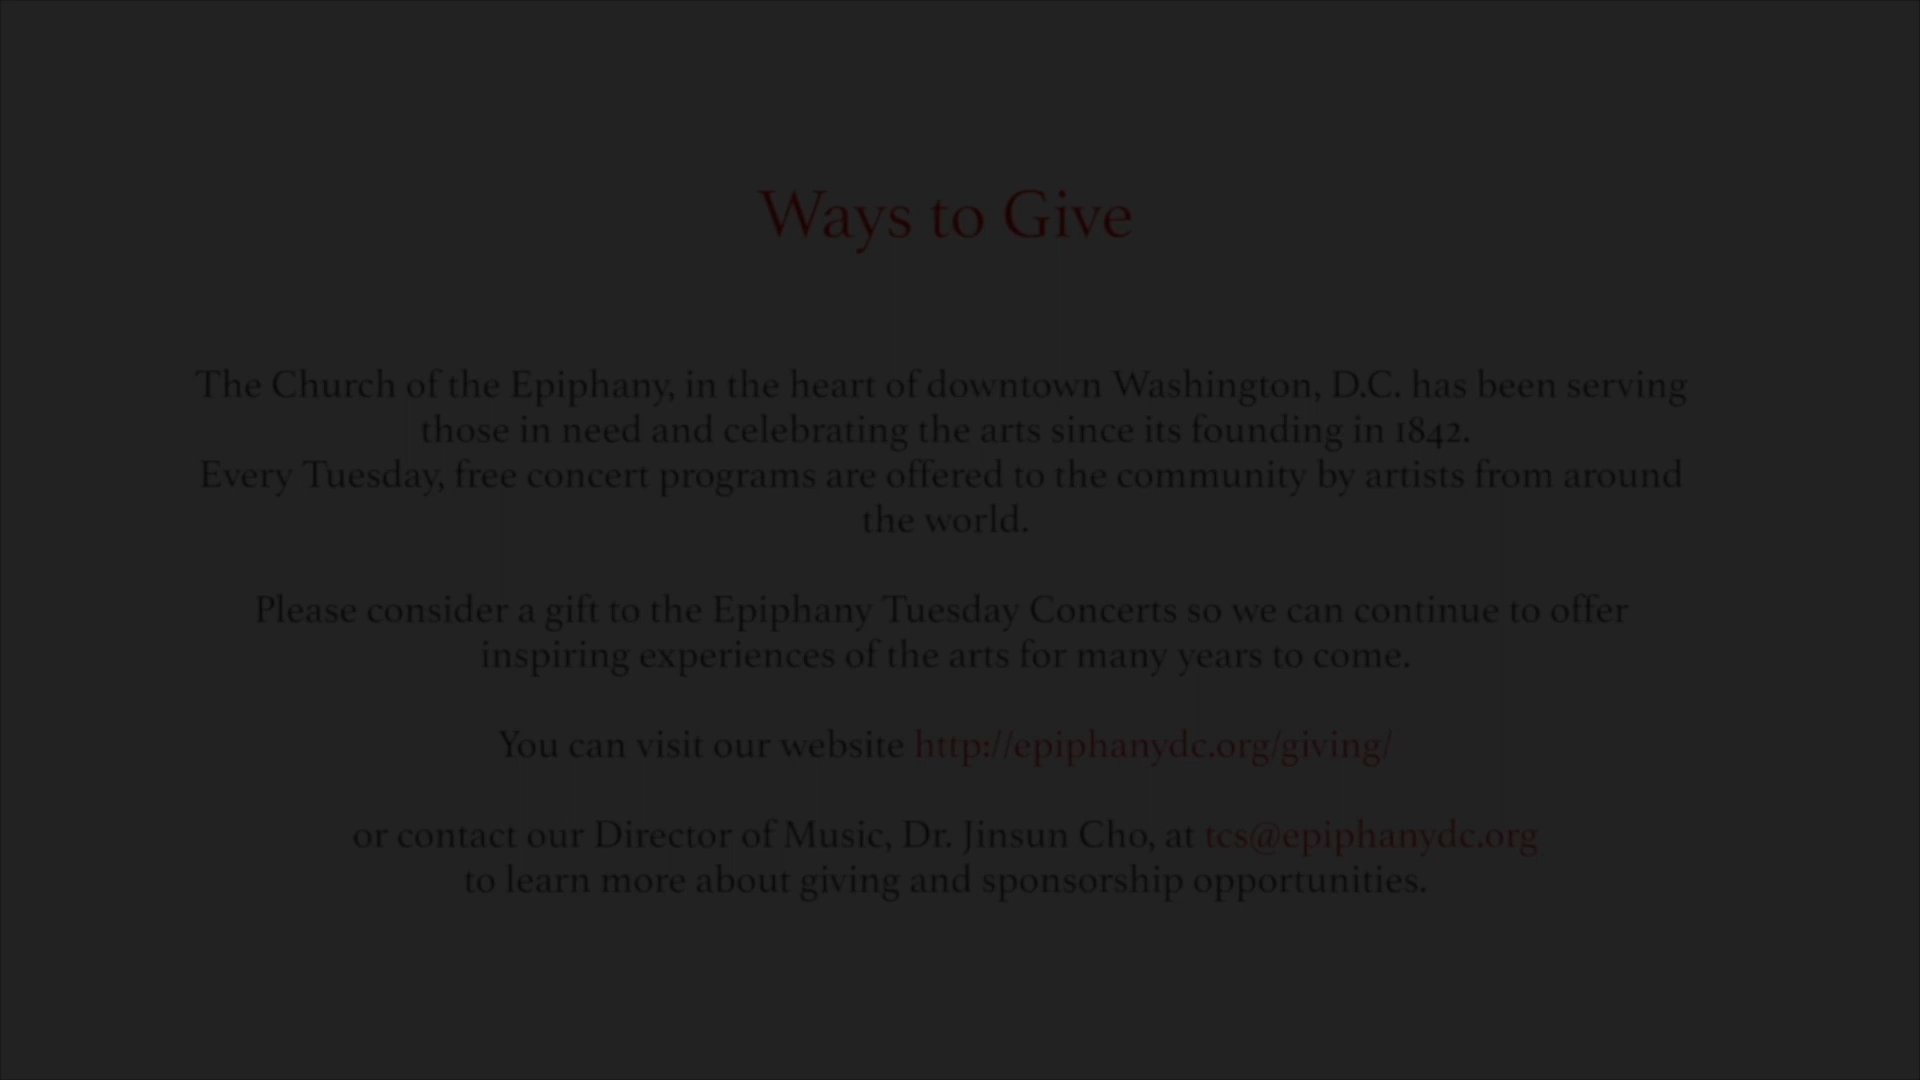 Ways to Give
The Church of the Epiphany, in the heart of downtown Washington, D.C. has been serving
those in need and celebrating the arts since its founding in 1842.
Every Tuesday, free concert programs are offered to the community by artists from around
the world.
Please consider a gift to the Epiphany Tuesday Concerts so we can continue to offer
inspiring experiences of the arts for many years to come.
You can visit our website http://epiphanydc.org/giving/
or contact our Director of Music, Dr. Jinsun Cho, at tcs@epiphanydc.org
to learn more about giving and sponsorship opportunities.